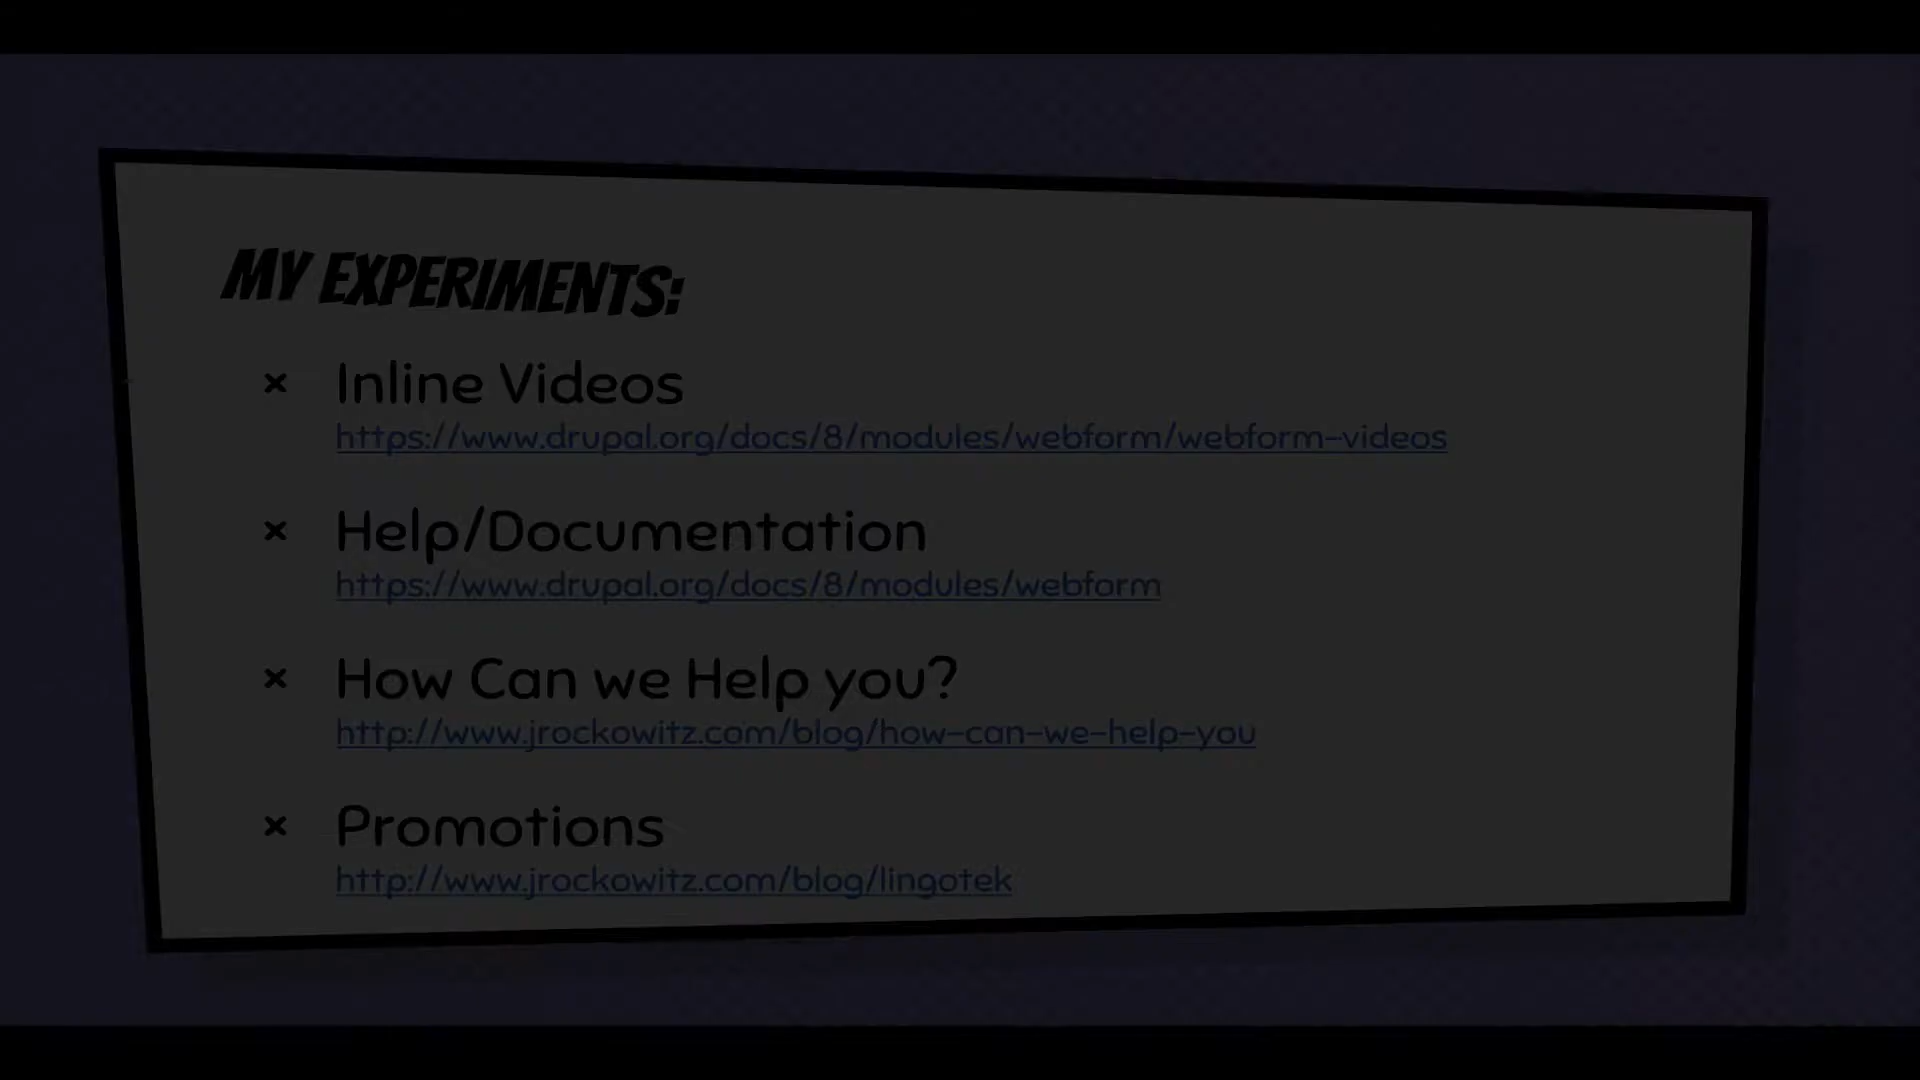 MY EXPERIMENTS:
× Inline Videos
https://www.drupal.org/docs/8/modules/webform/webform-videos
× Help/Documentation
https://www.drupal.org/docs/8/modules/webform
× How Can we Help you?
http://www.jrockowitz.com/blog/how-can-we-help-you
× Promotions
http://www.jrockowitz.com/blog/lingotek